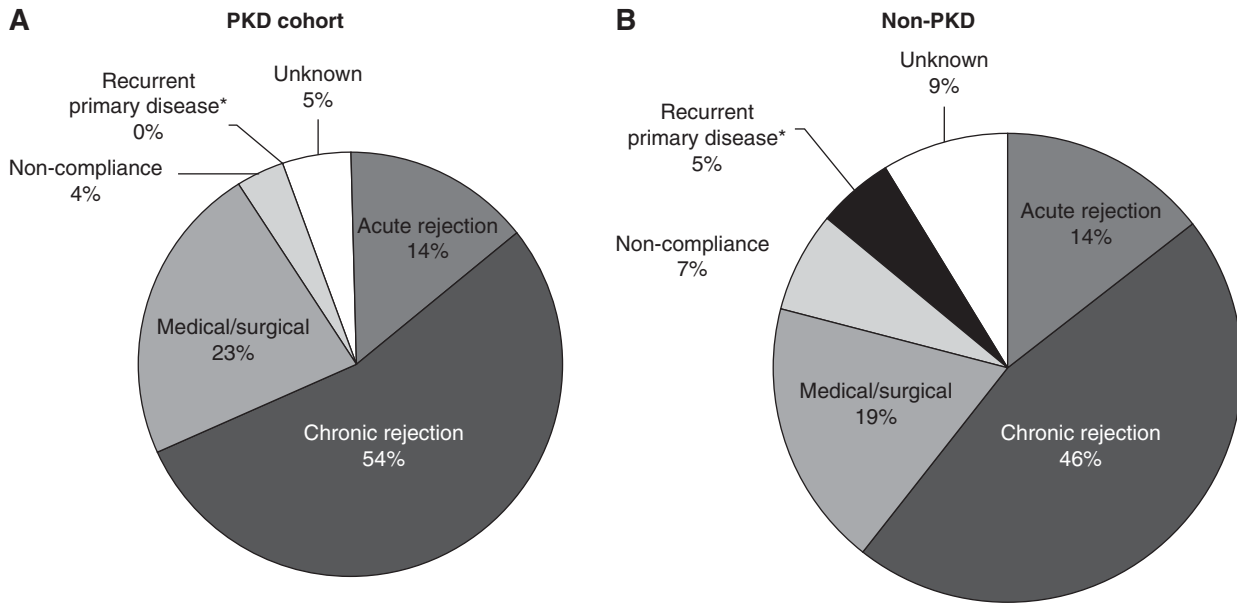 A
PKD cohort
Unknown
5%
Recurrent
primary disease*
0%
Non-compliance
4%
Acute rejection
14%
Medical/surgical
23%
Chronic rejection
54%
B
Non-PKD
Unknown
9%
Recurrent
primary disease*
5%
Non-compliance
7%
Acute rejection
14%
Medical/surgical
19%
Chronic rejection
46%